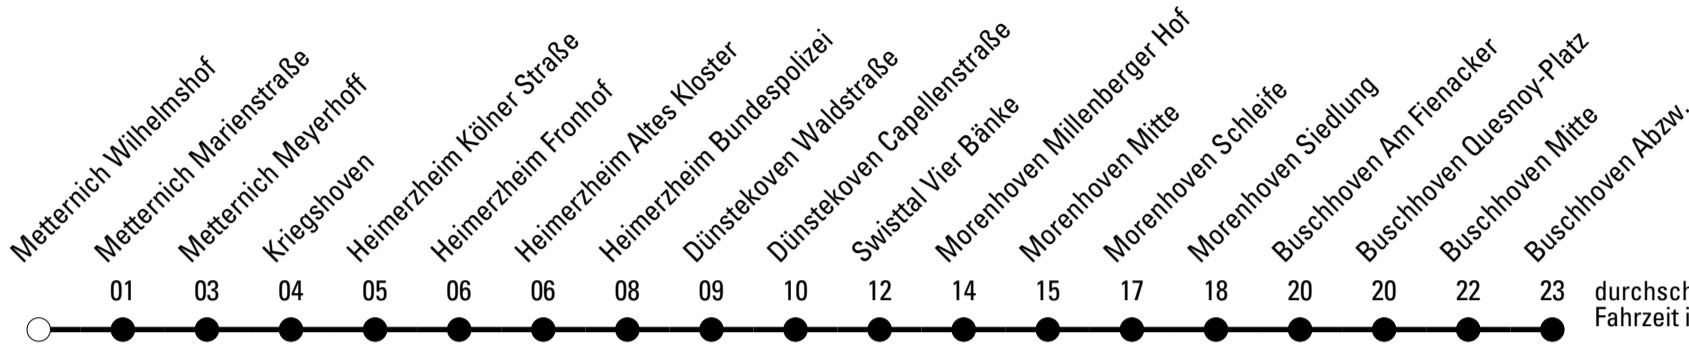 Metternich Wilhelmshof
Metternich Marienstraße
Metternich Meyerhoff
Kriegshoven
Heimerzheim Kölner Straße
Heimerzheim Fronhof
Heimerzheim Altes Kloster
Heimerzheim Bundespolizei
Dünstekoven Waldstraße
Dünstekoven Capellenstraße
Swisttal Vier Bänke
Morenhoven Millenberger Hof
Morenhoven Mitte
Morenhoven Schleife
Morenhoven Siedlung
Buschhoven Am Fienacker
Buschhoven Quesnoy-Platz
Buschhoven Mitte
Buschhoven Abzw.
01 03 04 05 06 06 08 09 10 12 14 15 17 18 20 20 22 23
durchsch
Fahrzeit i